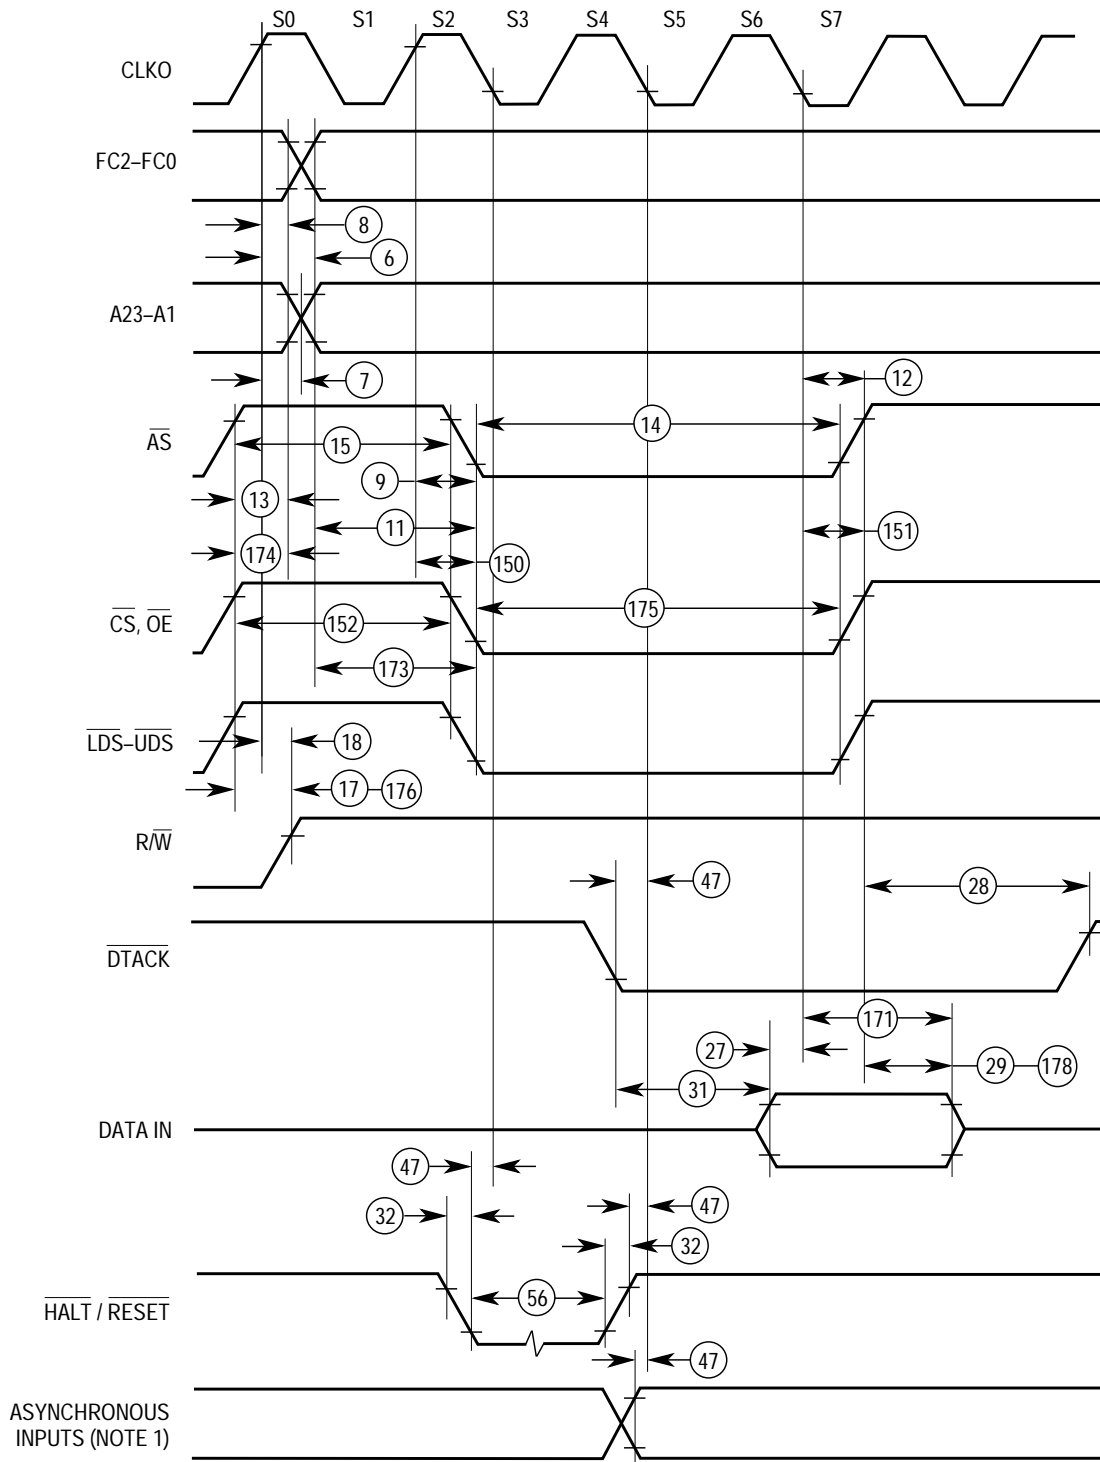 S0 S1 S2 S3 S4 S5 S6 S7
CLKO
FC2–FC0
8
6
A23–A1
7
12
AS
14
15
9
13
11
151
174
150
CS, OE
175
152
173
LDS–UDS
18
17 176
R/W
47
28
DTACK
171
27
29 178
31
DATA IN
47
32
47
32
HALT / RESET
56
47
ASYNCHRONOUS
INPUTS (NOTE 1)